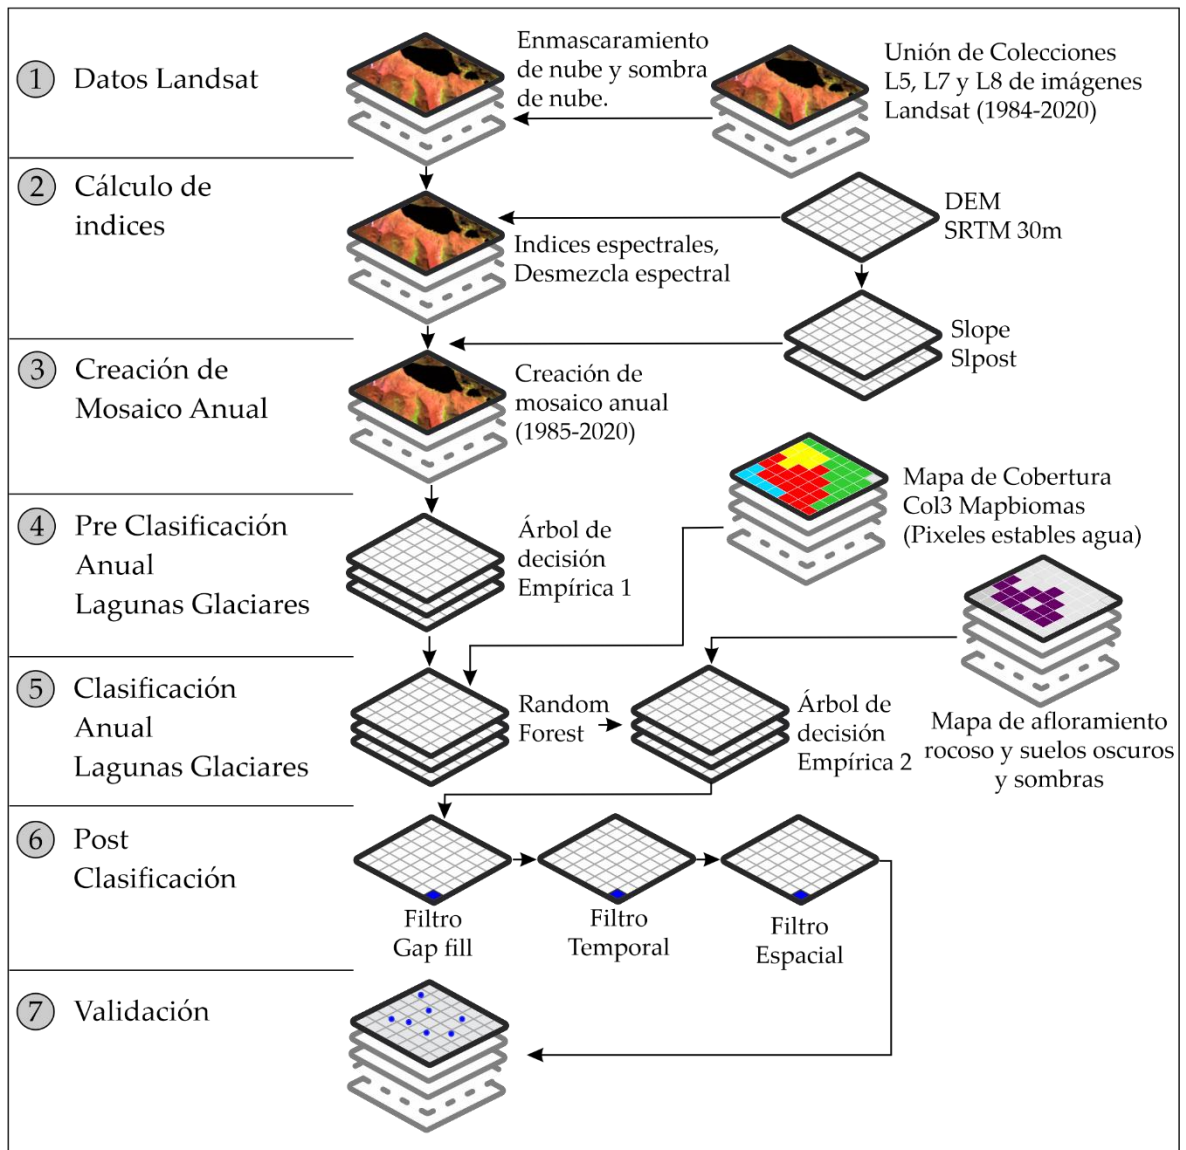 1 Datos Landsat
Enmascaramiento
de nube y sombra
de nube.
Unión de Colecciones
L5, L7 y L8 de imágenes
Landsat (1984-2020)
2 Cálculo de
indices
Indices espectrales,
Desmezcla espectral
DEM
SRTM 30m
Slope
Slpost
3 Creación de
Mosaico Anual
Creación de
mosaico anual
(1985-2020)
Mapa de Cobertura
Col3 Mapbiomas
(Pixeles estables agua)
4 Pre Clasificación
Anual
Lagunas Glaciares
Árbol de
decisión
Empírica 1
5 Clasificación
Anual
Lagunas Glaciares
Random
Forest
Árbol de
decisión
Empírica 2
Mapa de afloramiento
rocoso y suelos oscuros
y sombras
6 Post
Clasificación
Filtro
Gap fill
Filtro
Temporal
Filtro
Espacial
7 Validación